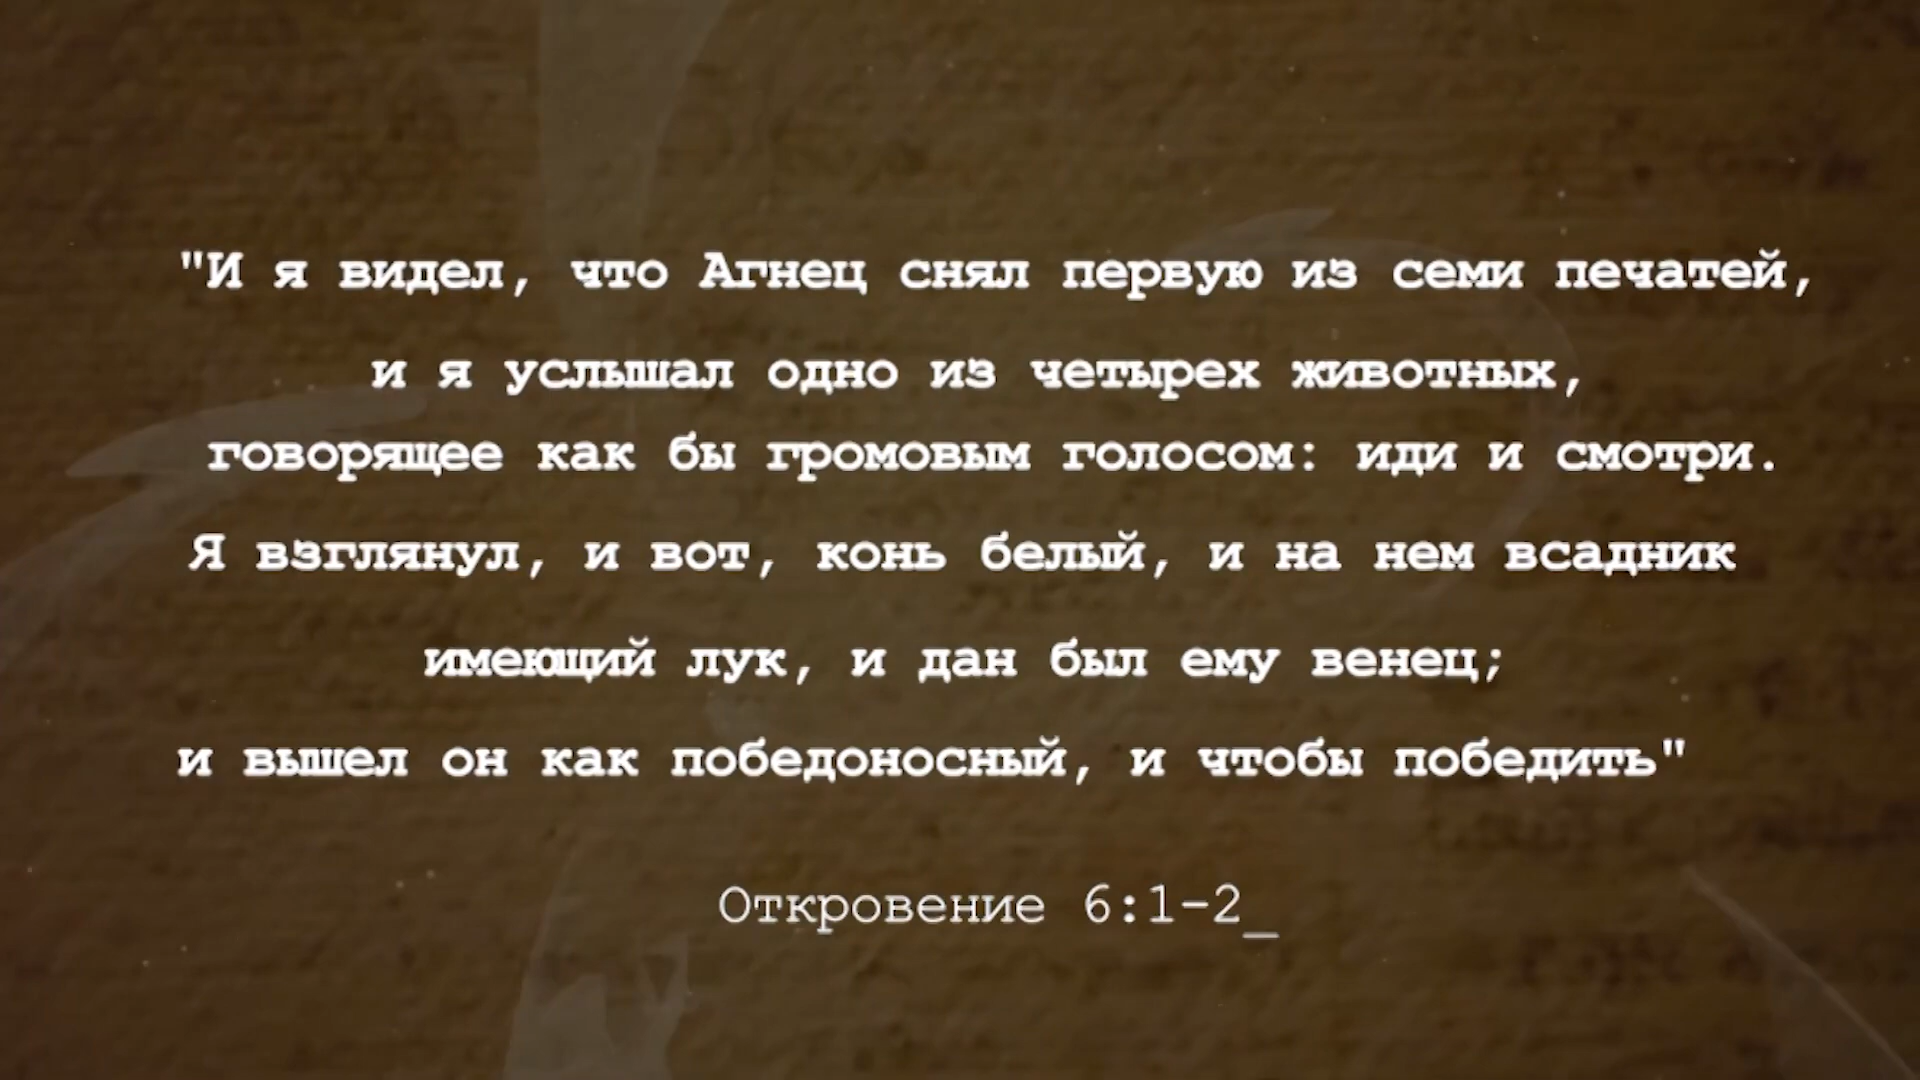 "И я видел, что Агнец снял первую из семи печатей,
и я услышал одно из четырех животных,
говорящее как бы громовым голосом: иди и смотри.
Я взглянул, и вот, конь белый, и на нем всадник
имеющий лук, и дан был ему венец;
и вышел он как победоносный, и чтобы победить"
Откровение 6:1-2_